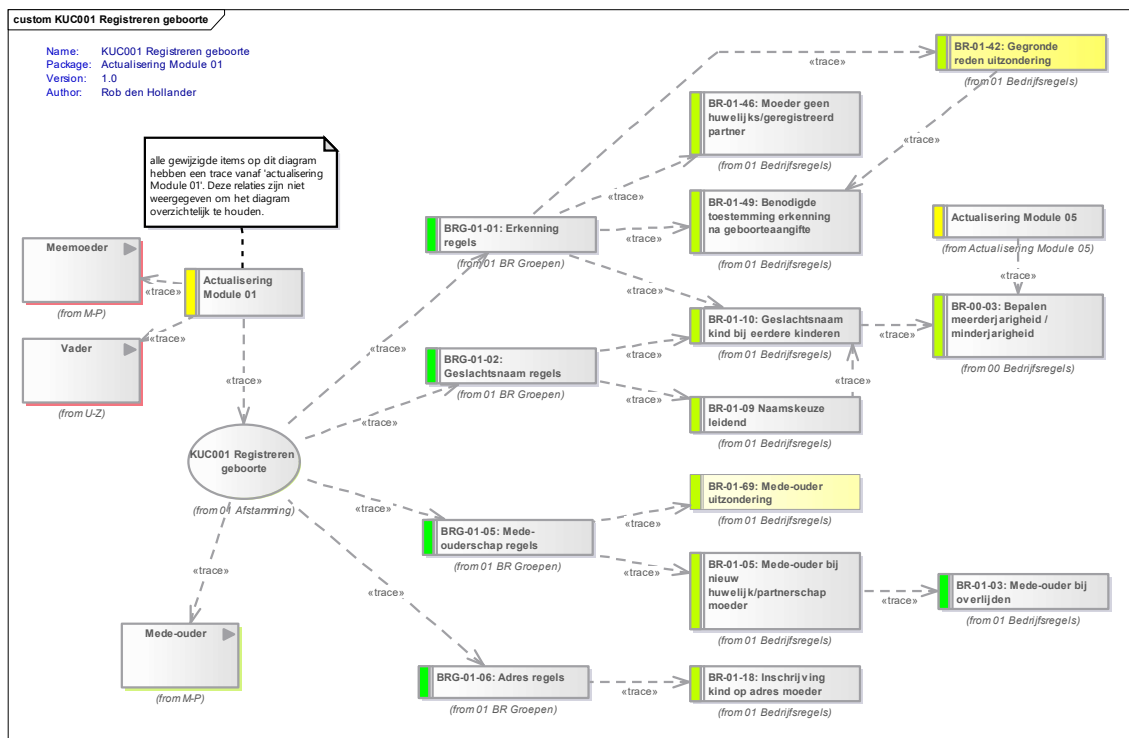 custom KUC001 Registreren geboorte
Name: KUC001 Registreren geboorte
Package: Actualisering Module 01
Version: 1.0
Author: Rob den Hollander
alle gewijzigde items op dit diagram
hebben een trace vanaf 'actualisering
Module 01'. Deze relaties zijn niet
weergegeven om het diagram
overzichtelijk te houden.
Meemoeder
(from M-P)
«trace»
Actualisering
Module 01
Vader
(from U-Z)
«trace»
«trace»
KUC001 Registreren
geboorte
(from 01 Afstamming)
«trace»
Mede-ouder
(from M-P)
«trace»
«trace»
«trace»
«trace»
BRG-01-01: Erkenning
regels
(from 01 BR Groepen)
BRG-01-02:
Geslachtsnaam regels
(from 01 BR Groepen)
BRG-01-05: Mede-
ouderschap regels
(from 01 BR Groepen)
BRG-01-06: Adres regels
(from 01 BR Groepen)
«trace»
«trace»
«trace»
«trace»
«trace»
«trace»
«trace»
«trace»
«trace»
BR-01-42: Gegronde
reden uitzondering
(from 01 Bedrijfsregels)
«trace»
BR-01-46: Moeder geen
huwelijks/geregistreerd
partner
(from 01 Bedrijfsregels)
BR-01-49: Benodigde
toestemming erkenning
na geboorteaangifte
(from 01 Bedrijfsregels)
Actualisering Module 05
(from Actualisering Module 05)
«trace»
BR-01-10: Geslachtsnaam
kind bij eerdere kinderen
(from 01 Bedrijfsregels)
«trace»
BR-00-03: Bepalen
meerderjarigheid /
minderjarigheid
(from 00 Bedrijfsregels)
«trace»
BR-01-09 Naamskeuze
leidend
(from 01 Bedrijfsregels)
BR-01-69: Mede-ouder
uitzondering
(from 01 Bedrijfsregels)
BR-01-05: Mede-ouder bij
nieuw
huwelijk/partnerschap
moeder
(from 01 Bedrijfsregels)
«trace»
BR-01-03: Mede-ouder bij
overlijden
(from 01 Bedrijfsregels)
BR-01-18: Inschrijving
kind op adres moeder
(from 01 Bedrijfsregels)